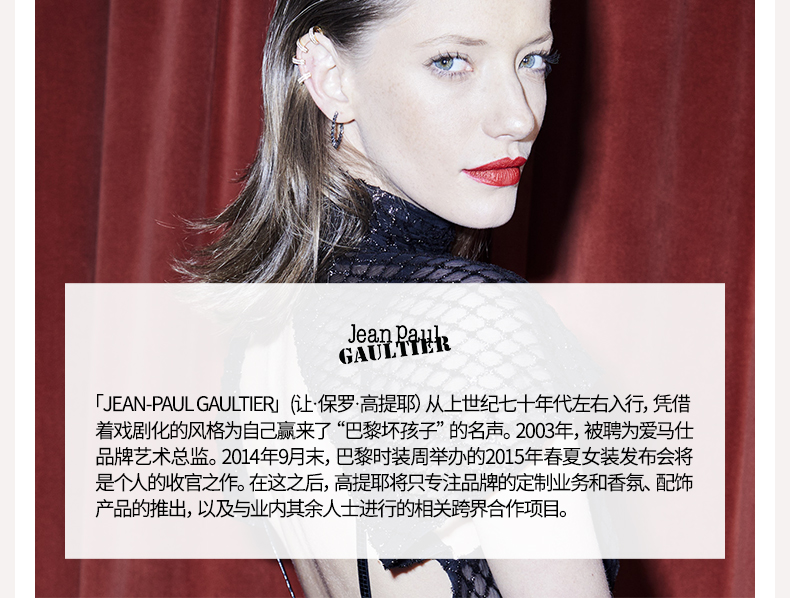 Jean Paul
GAULTIER
「JEAN-PAUL GAULTIER」(让·保罗·高提耶) 从上世纪七十年代左右入行, 凭借
着戏剧化的风格为自己赢来了“巴黎坏孩子”的名声。2003年, 被聘为爱马仕
品牌艺术总监。2014年9月末, 巴黎时装周举办的2015年春夏女装发布会将
是个人的收官之作。在这之后, 高提耶将只专注品牌的定制业务和香氛、配饰
产品的推出, 以及与业内其余人士进行的相关跨界合作项目。